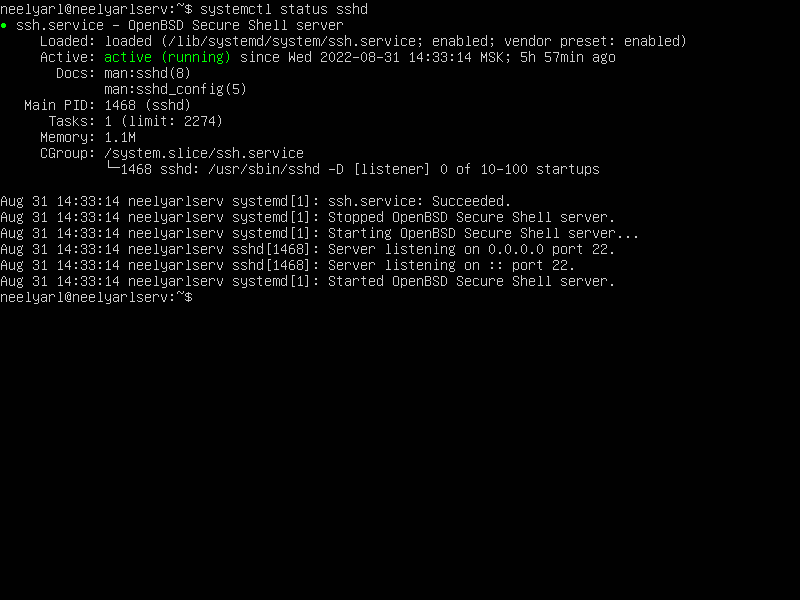 neelyarl@neelyarlserv:~$ systemctl status sshd
● ssh.service - OpenBSD Secure Shell server
Loaded: loaded (/lib/systemd/system/ssh.service; enabled; vendor preset: enabled)
Active: active (running) since Wed 2022-08-31 14:33:14 MSK; 5h 57min ago
Docs: man:sshd(8)
man:sshd_config(5)
Main PID: 1468 (sshd)
Tasks: 1 (limit: 2274)
Memory: 1.1M
CGroup: /system.slice/ssh.service
└─1468 sshd: /usr/sbin/sshd -D [listener] 0 of 10-100 startups
Aug 31 14:33:14 neelyarlserv systemd[1]: ssh.service: Succeeded.
Aug 31 14:33:14 neelyarlserv systemd[1]: Stopped OpenBSD Secure Shell server.
Aug 31 14:33:14 neelyarlserv systemd[1]: Starting OpenBSD Secure Shell server...
Aug 31 14:33:14 neelyarlserv sshd[1468]: Server listening on 0.0.0.0 port 22.
Aug 31 14:33:14 neelyarlserv sshd[1468]: Server listening on :: port 22.
Aug 31 14:33:14 neelyarlserv systemd[1]: Started OpenBSD Secure Shell server.
neelyarl@neelyarlserv:~$